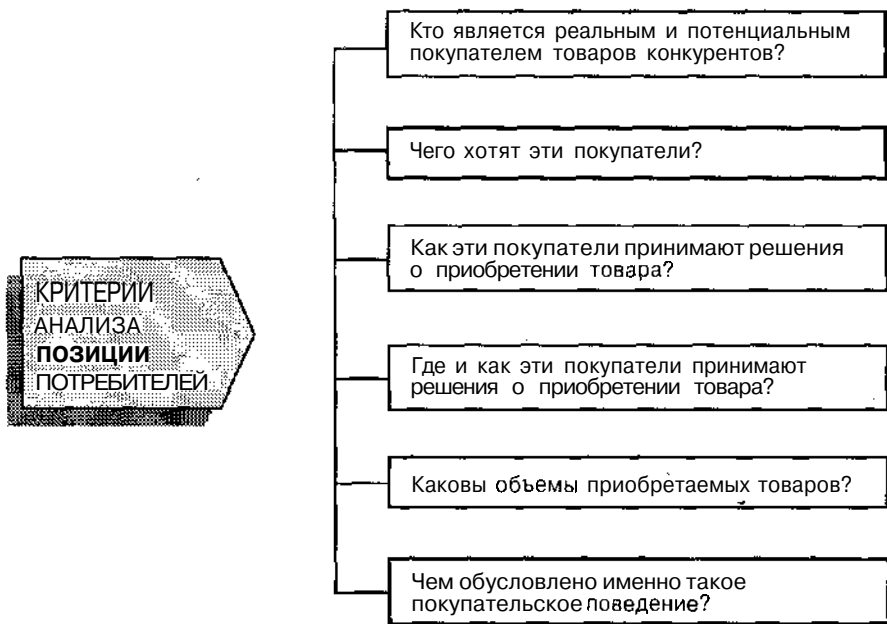 Кто является реальным и потенциальным
покупателем товаров конкурентов?
Чего хотят эти покупатели?
Как эти покупатели принимают решения
о приобретении товара?
КРИТЕРИИ
АНАЛИЗА
ПОЗИЦИИ
ПОТРЕБИТЕЛЕЙ
Где и как эти покупатели принимают
решения о приобретении товара?
Каковы объемы приобретаемых товаров?
Чем обусловлено именно такое
покупательское поведение?